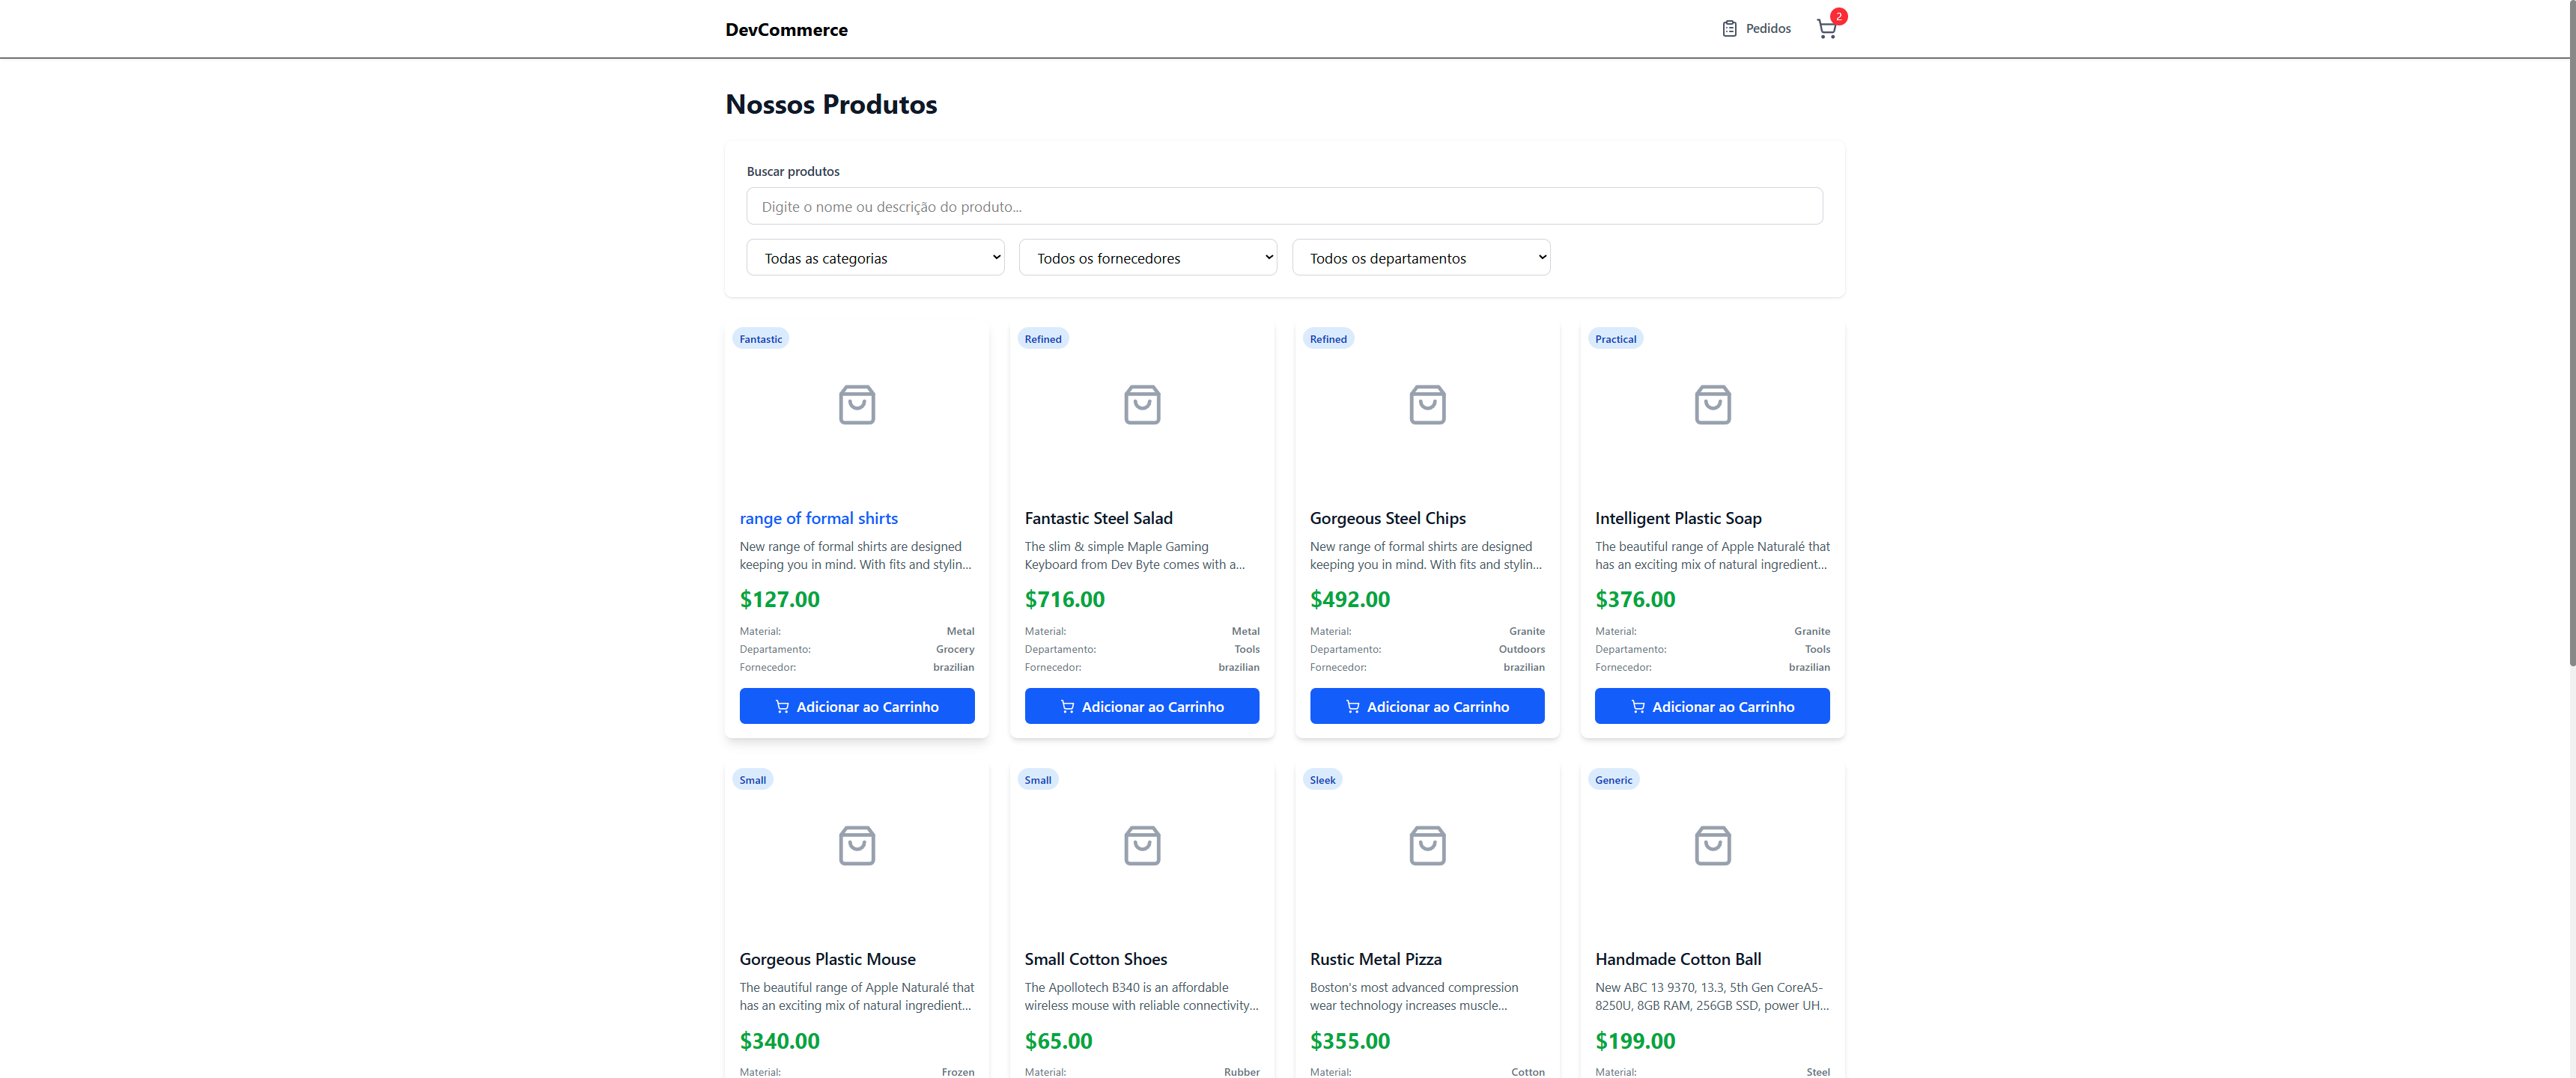 DevCommerce
Pedidos
2
Nossos Produtos
Buscar produtos
Digite o nome ou descrição do produto...
Todas as categorias
Todos os fornecedores
Todos os departamentos
Fantastic
range of formal shirts
New range of formal shirts are designed
keeping you in mind. With fits and stylin...
$127.00
Material: Metal
Departamento: Grocery
Fornecedor: brazilian
Adicionar ao Carrinho
Refined
Fantastic Steel Salad
The slim & simple Maple Gaming
Keyboard from Dev Byte comes with a...
$716.00
Material: Metal
Departamento: Tools
Fornecedor: brazilian
Adicionar ao Carrinho
Refined
Gorgeous Steel Chips
New range of formal shirts are designed
keeping you in mind. With fits and stylin...
$492.00
Material: Granite
Departamento: Outdoors
Fornecedor: brazilian
Adicionar ao Carrinho
Practical
Intelligent Plastic Soap
The beautiful range of Apple Naturalé that
has an exciting mix of natural ingredient...
$376.00
Material: Granite
Departamento: Tools
Fornecedor: brazilian
Adicionar ao Carrinho
Small
Gorgeous Plastic Mouse
The beautiful range of Apple Naturalé that
has an exciting mix of natural ingredient...
$340.00
Material: Frozen
Small
Small Cotton Shoes
The Apollotech B340 is an affordable
wireless mouse with reliable connectivity...
$65.00
Material: Rubber
Sleek
Rustic Metal Pizza
Boston's most advanced compression
wear technology increases muscle...
$355.00
Material: Cotton
Generic
Handmade Cotton Ball
New ABC 13 9370, 13.3, 5th Gen CoreA5-
8250U, 8GB RAM, 256GB SSD, power UH...
$199.00
Material: Steel